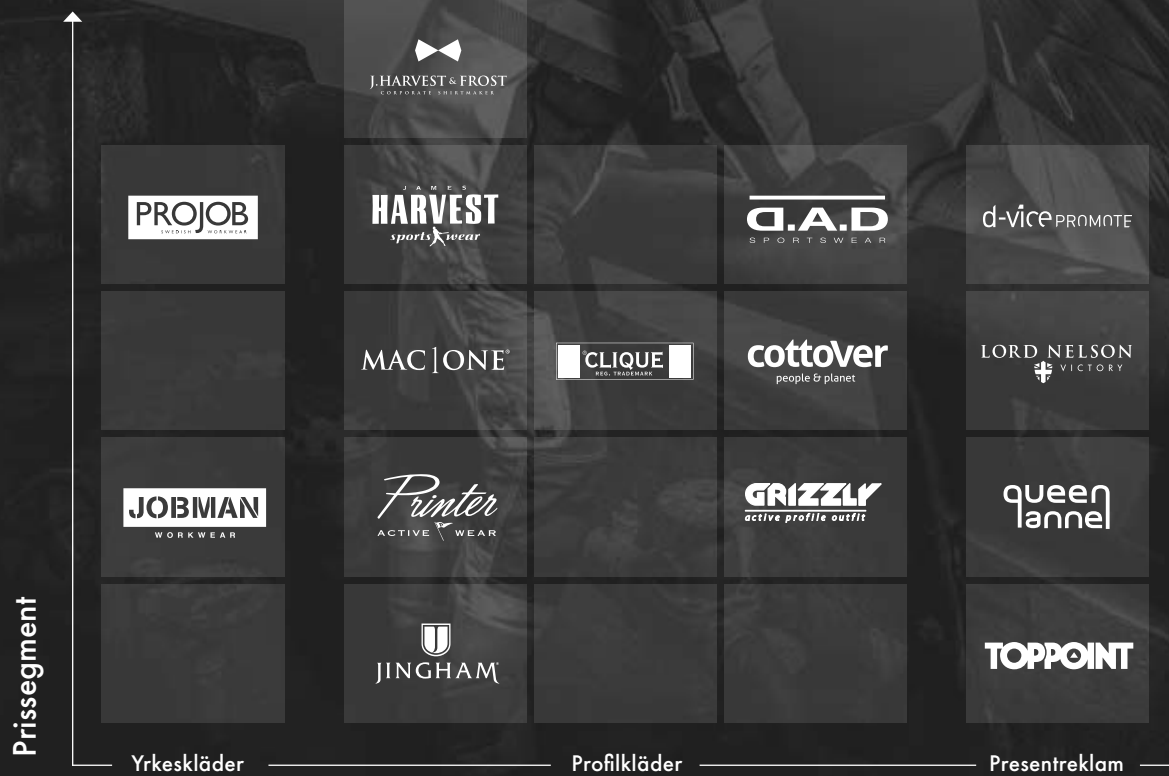 J.HARVEST & FROST
CORPORATE SHIRTMAKER
PROJOB
SWEDISH WORKWEAR
JAMES
HARVEST
sportswear
D.A.D
SPORTSWEAR
d-vice PROMOTE
MAC|ONE®
®CLIQUE
REG. TRADEMARK
cottoVer
people & planet
LORD NELSON
VICTORY
JOBMAN
WORKWEAR
Printer
ACTIVE WEAR
GRIZZLY
active profile outfit
queen
anne
JINGHAM
TOPPOINT
Prissegment
Yrkeskläder
Profilkläder
Presentreklam